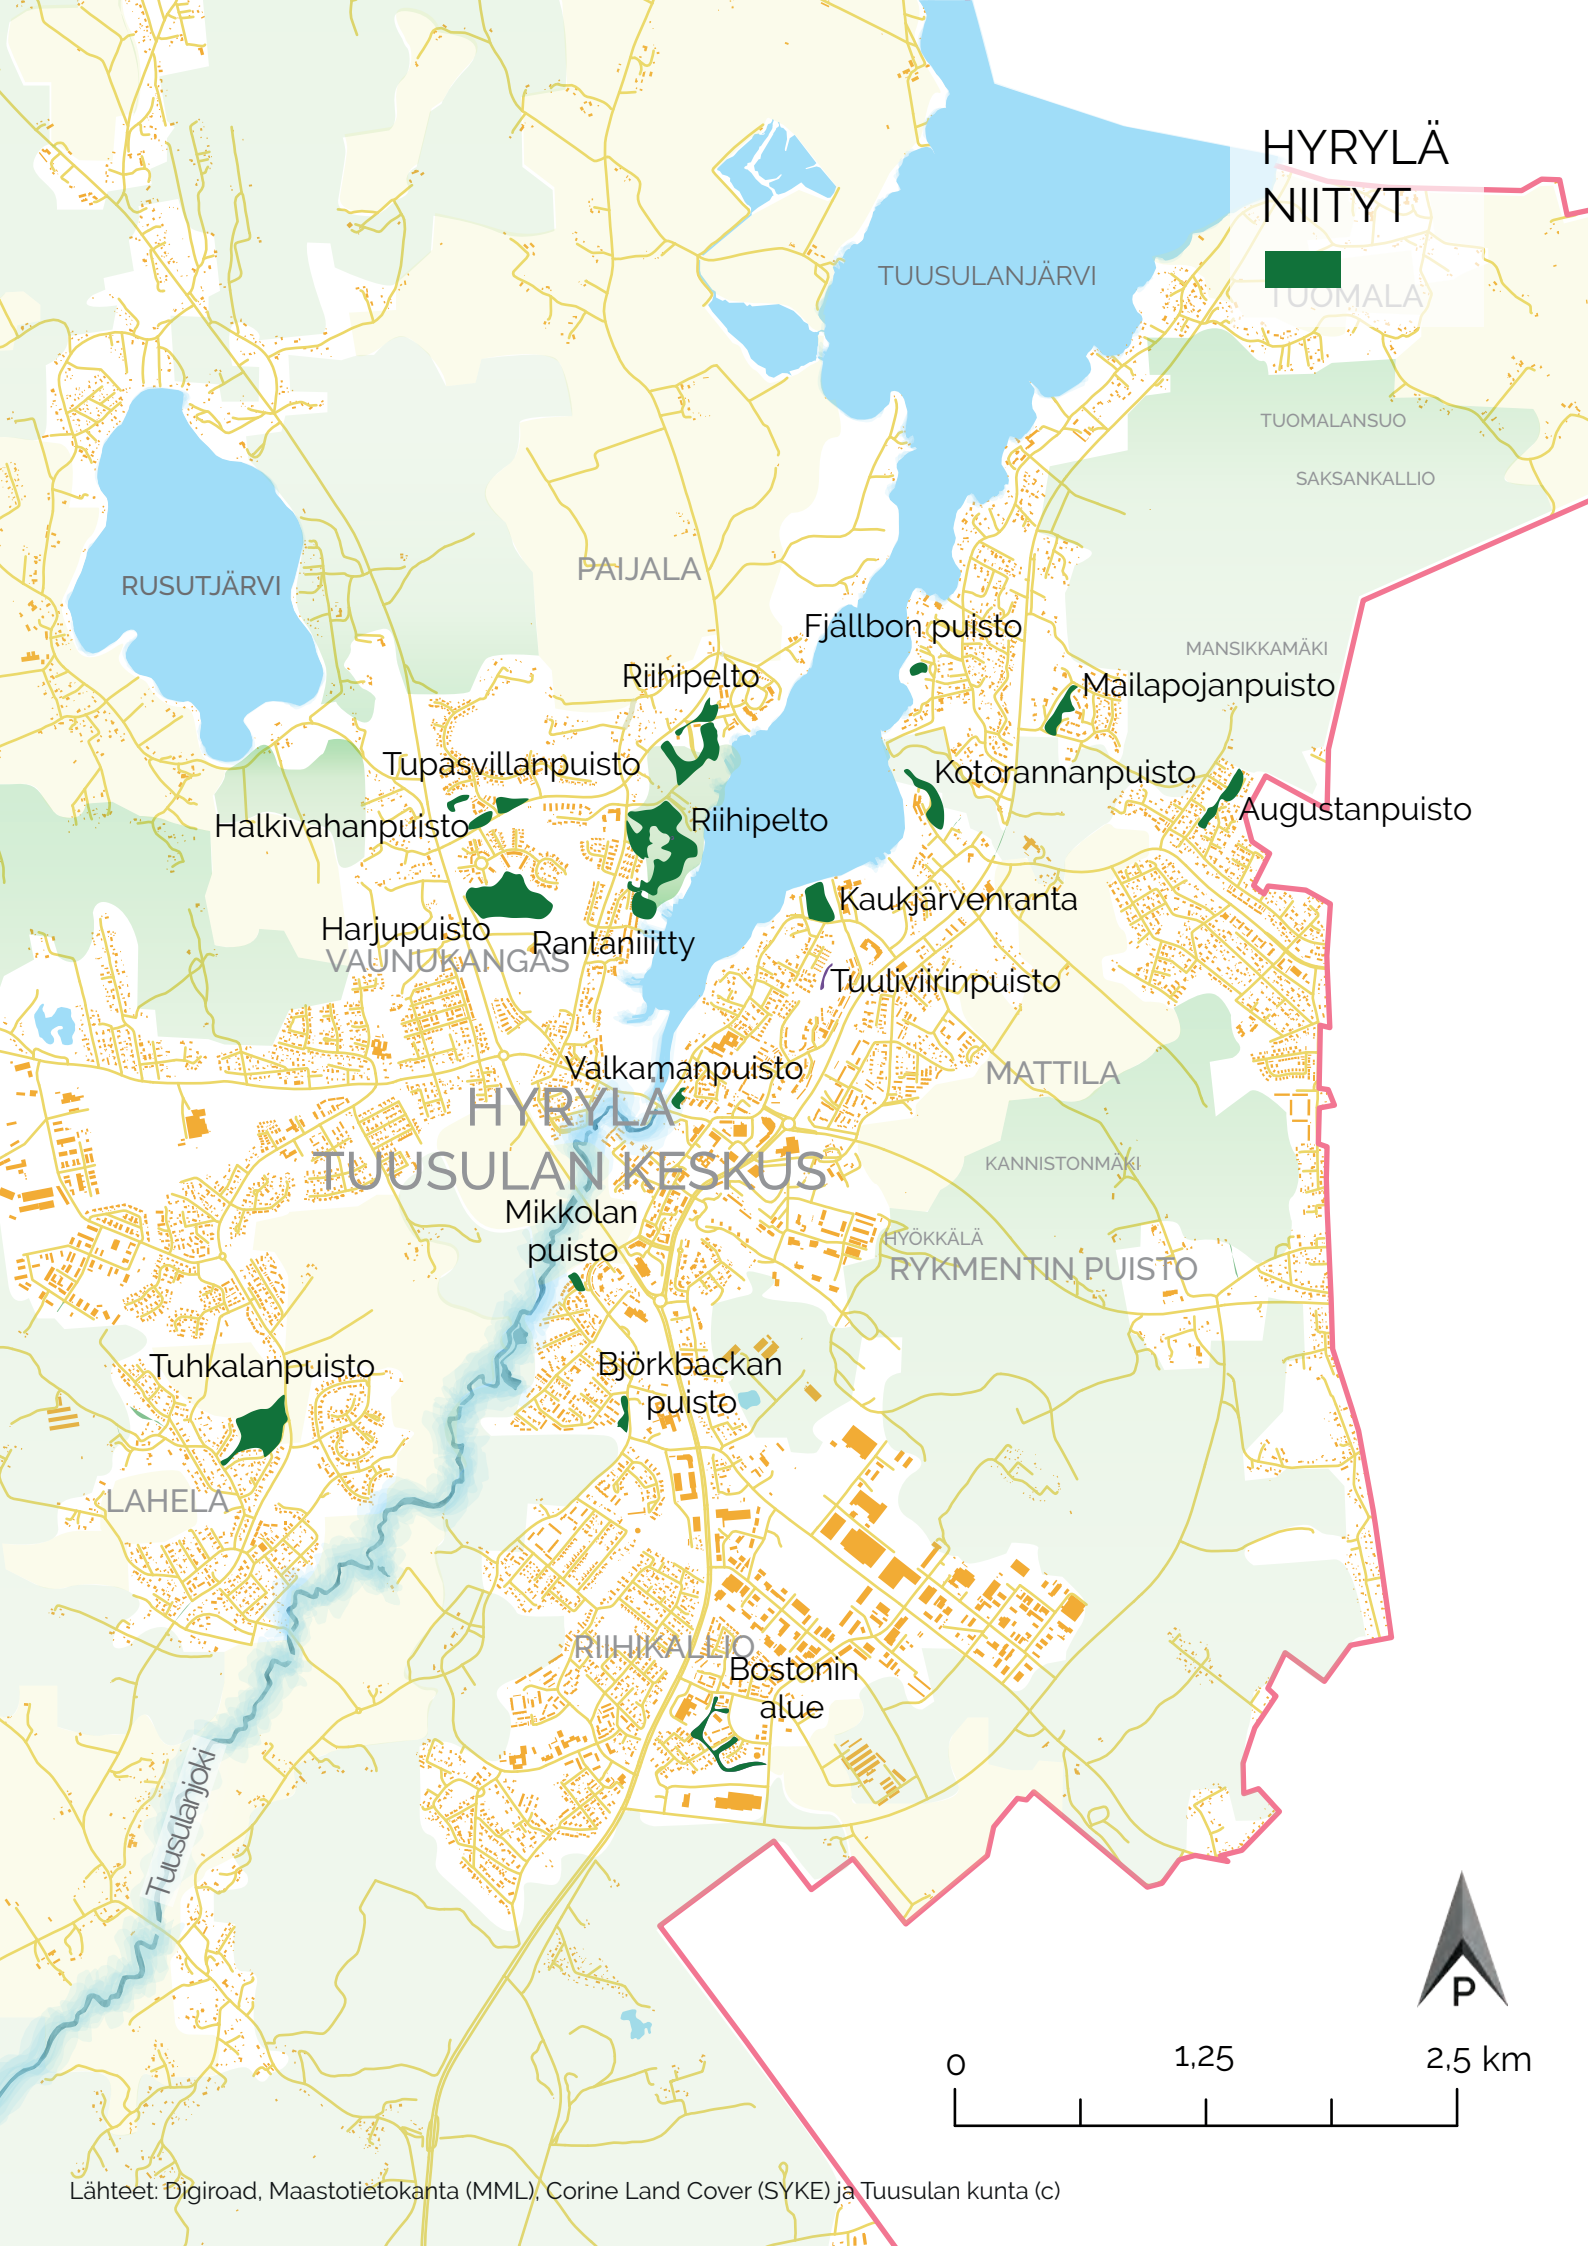 HYRYLÄ
NIITYT
TUUSULANJÄRVI
TUOMALA
TUOMALANSUO
SAKSANKALLIO
PAIJALA
RUSUTJÄRVI
Fjällbon puisto
MANSIKKAMÄKI
Riihipelto
Mailapojanpuisto
Tupasvillanpuisto
Kotorannanpuisto
Augustanpuisto
Halkivahanpuisto
Riihipelto
Kaukjärvenranta
Harjupuisto
Rantaniiitty
VAUNUKANGAS
Tuuliviirinpuisto
Valkamanpuisto
MATTILA
HYRYLÄ
TUUSULAN KESKUS
KANNISTONMÄKI
Mikkolan
puisto
HYÖKKÄLÄ
RYKMENTIN PUISTO
Tuhkalanpuisto
Björkbackan
puisto
LAHELA
RIIHIKALLIO
Bostonin
alue
Tuusulanjoki
P
0
1,25
2,5 km
Lähteet: Digiroad, Maastotietokanta (MML), Corine Land Cover (SYKE) ja Tuusulan kunta (c)